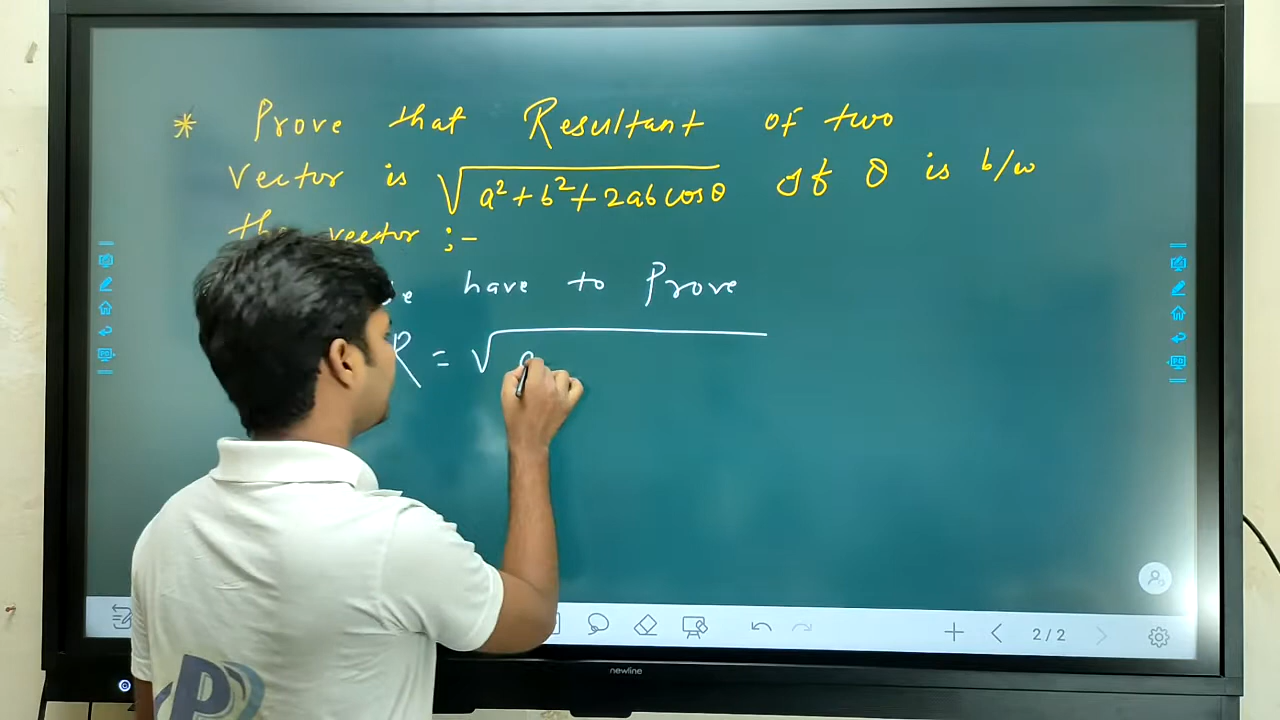 * Prove that Resultant of two
vector is √a²+b²+2ab cosθ If θ is b/w
the vector :-
have to Prove
R = √a
2/2
newline
P